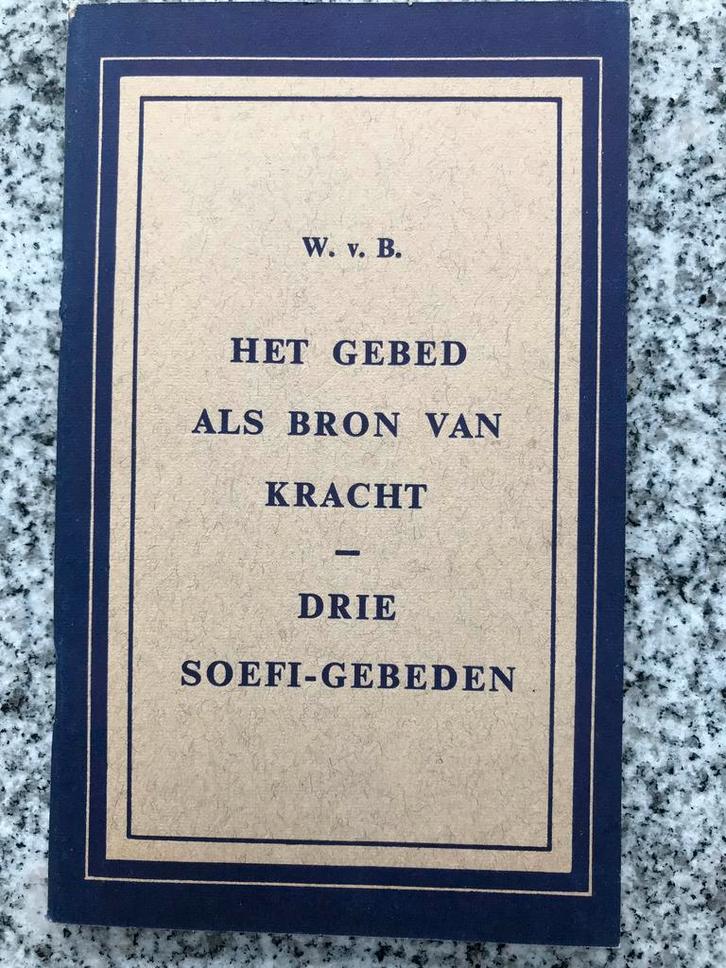 W. v. B.
HET GEBED
ALS BRON VAN
KRACHT
—
DRIE
SOEFI-GEBEDEN